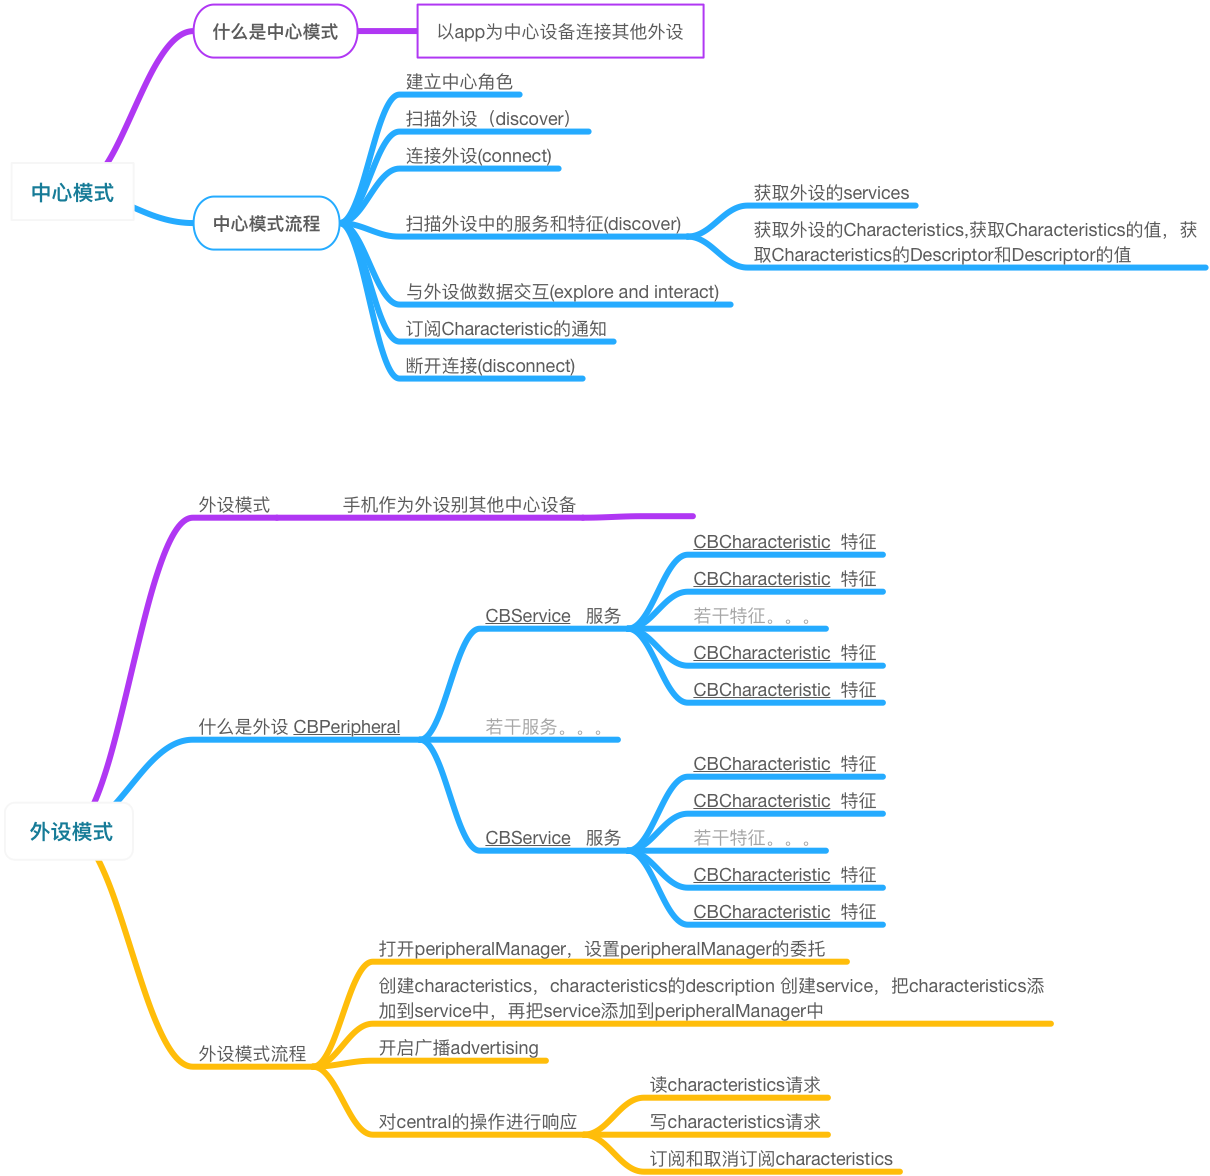 什么是中心模式
以app为中心设备连接其他外设
建立中心角色
扫描外设（discover）
连接外设(connect)
中心模式
中心模式流程
扫描外设中的服务和特征(discover)
获取外设的services
获取外设的Characteristics,获取Characteristics的值，获
取Characteristics的Descriptor和Descriptor的值
与外设做数据交互(explore and interact)
订阅Characteristic的通知
断开连接(disconnect)
外设模式
手机作为外设别其他中心设备
CBCharacteristic 特征
CBCharacteristic 特征
CBService 服务
若干特征。。。
CBCharacteristic 特征
CBCharacteristic 特征
什么是外设 CBPeripheral
若干服务。。。
CBCharacteristic 特征
CBCharacteristic 特征
CBService 服务
若干特征。。。
CBCharacteristic 特征
CBCharacteristic 特征
外设模式
打开peripheralManager，设置peripheralManager的委托
创建characteristics，characteristics的description 创建service，把characteristics添
加到service中，再把service添加到peripheralManager中
外设模式流程
开启广播advertising
对central的操作进行响应
读characteristics请求
写characteristics请求
订阅和取消订阅characteristics